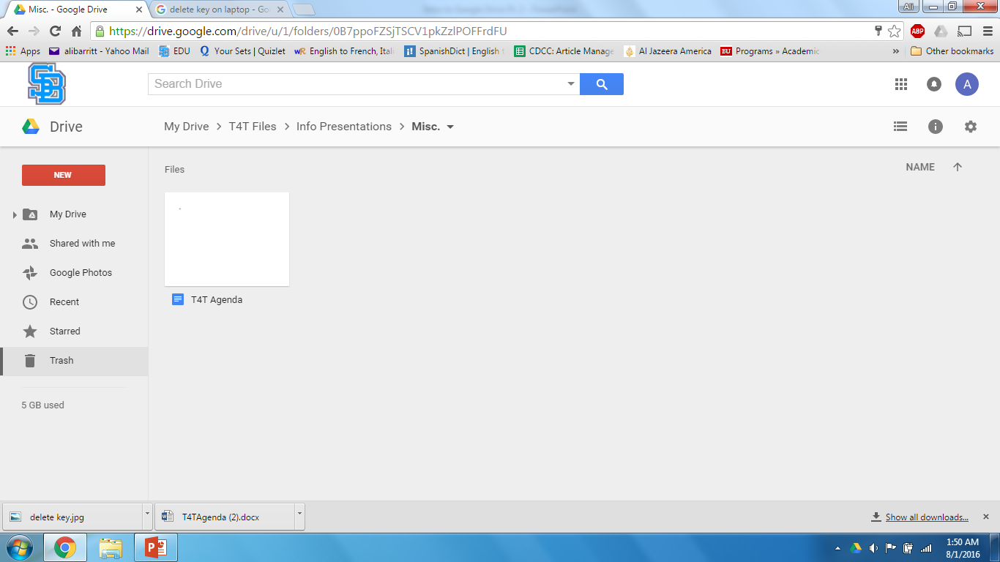 Misc. - Google Drive
delete key on laptop - Go
Ali
https://drive.google.com/drive/u/1/folders/0B7ppoFZSjTSCV1pkZzlPOFFrdFU
ABP
Apps
alibarritt - Yahoo Mail
EDU
Q Your Sets | Quizlet
wR English to French, Itali
SpanishDict | English t
CDCC: Article Manage
Al Jazeera America
BU Programs » Academic
» Other bookmarks
SB
Search Drive
A
Drive
My Drive > T4T Files > Info Presentations > Misc.
NEW
Files
NAME
My Drive
Shared with me
Google Photos
Recent
Starred
Trash
5 GB used
T4T Agenda
delete key.jpg
T4TAgenda (2).docx
Show all downloads...
1:50 AM
8/1/2016